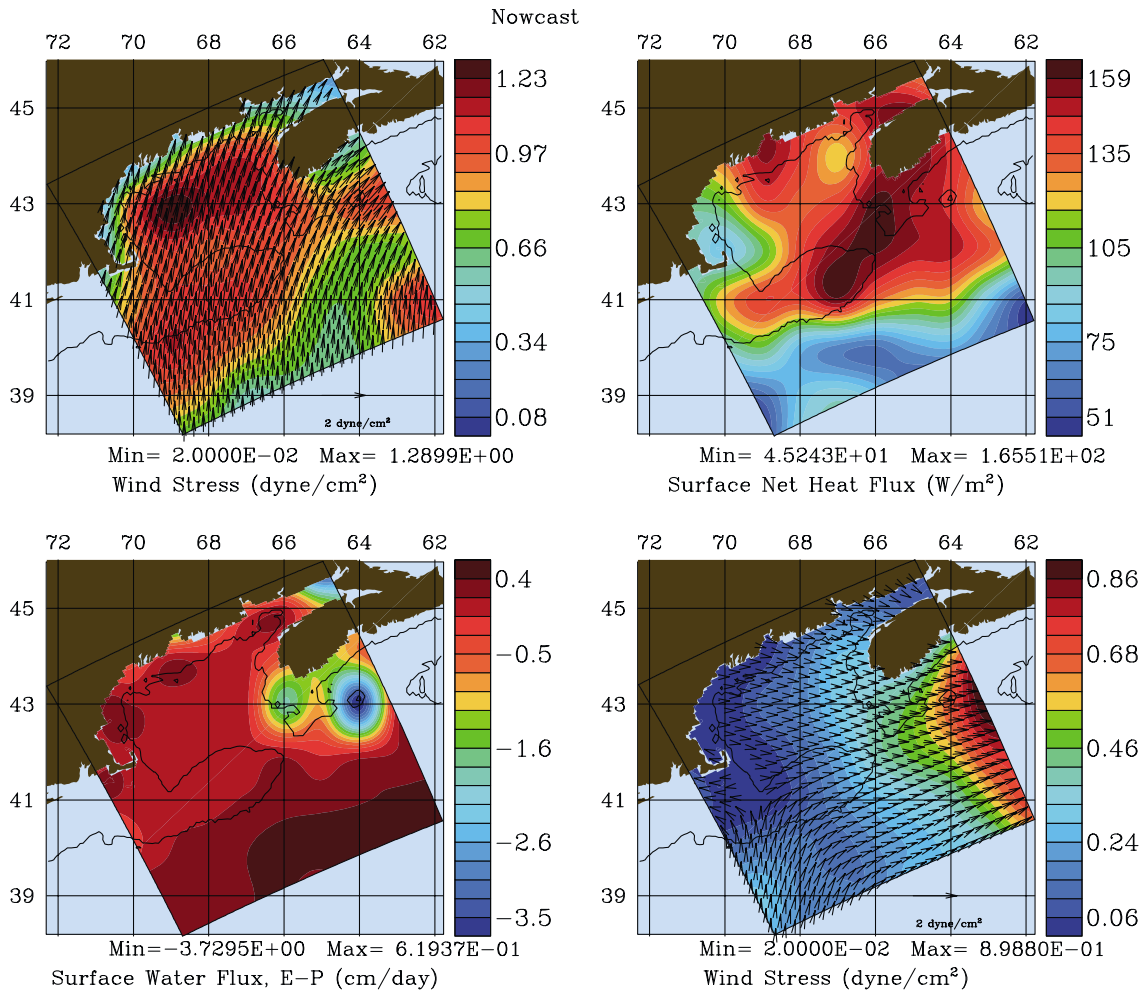 Nowcast
72 70 68 66 64 62
45
43
41
39
1.23
0.97
0.66
0.34
0.08
2 dyne/cm²
Min= 2.0000E-02 Max= 1.2899E+00
Wind Stress (dyne/cm²)
72 70 68 66 64 62
45
43
41
39
159
135
105
75
51
Min= 4.5243E+01 Max= 1.6551E+02
Surface Net Heat Flux (W/m²)
72 70 68 66 64 62
45
43
41
39
0.4
-0.5
-1.6
-2.6
-3.5
Min=-3.7295E+00 Max= 6.1937E-01
Surface Water Flux, E-P (cm/day)
72 70 68 66 64 62
45
43
41
39
0.86
0.68
0.46
0.24
0.06
2 dyne/cm²
Min= 2.0000E-02 Max= 8.9880E-01
Wind Stress (dyne/cm²)